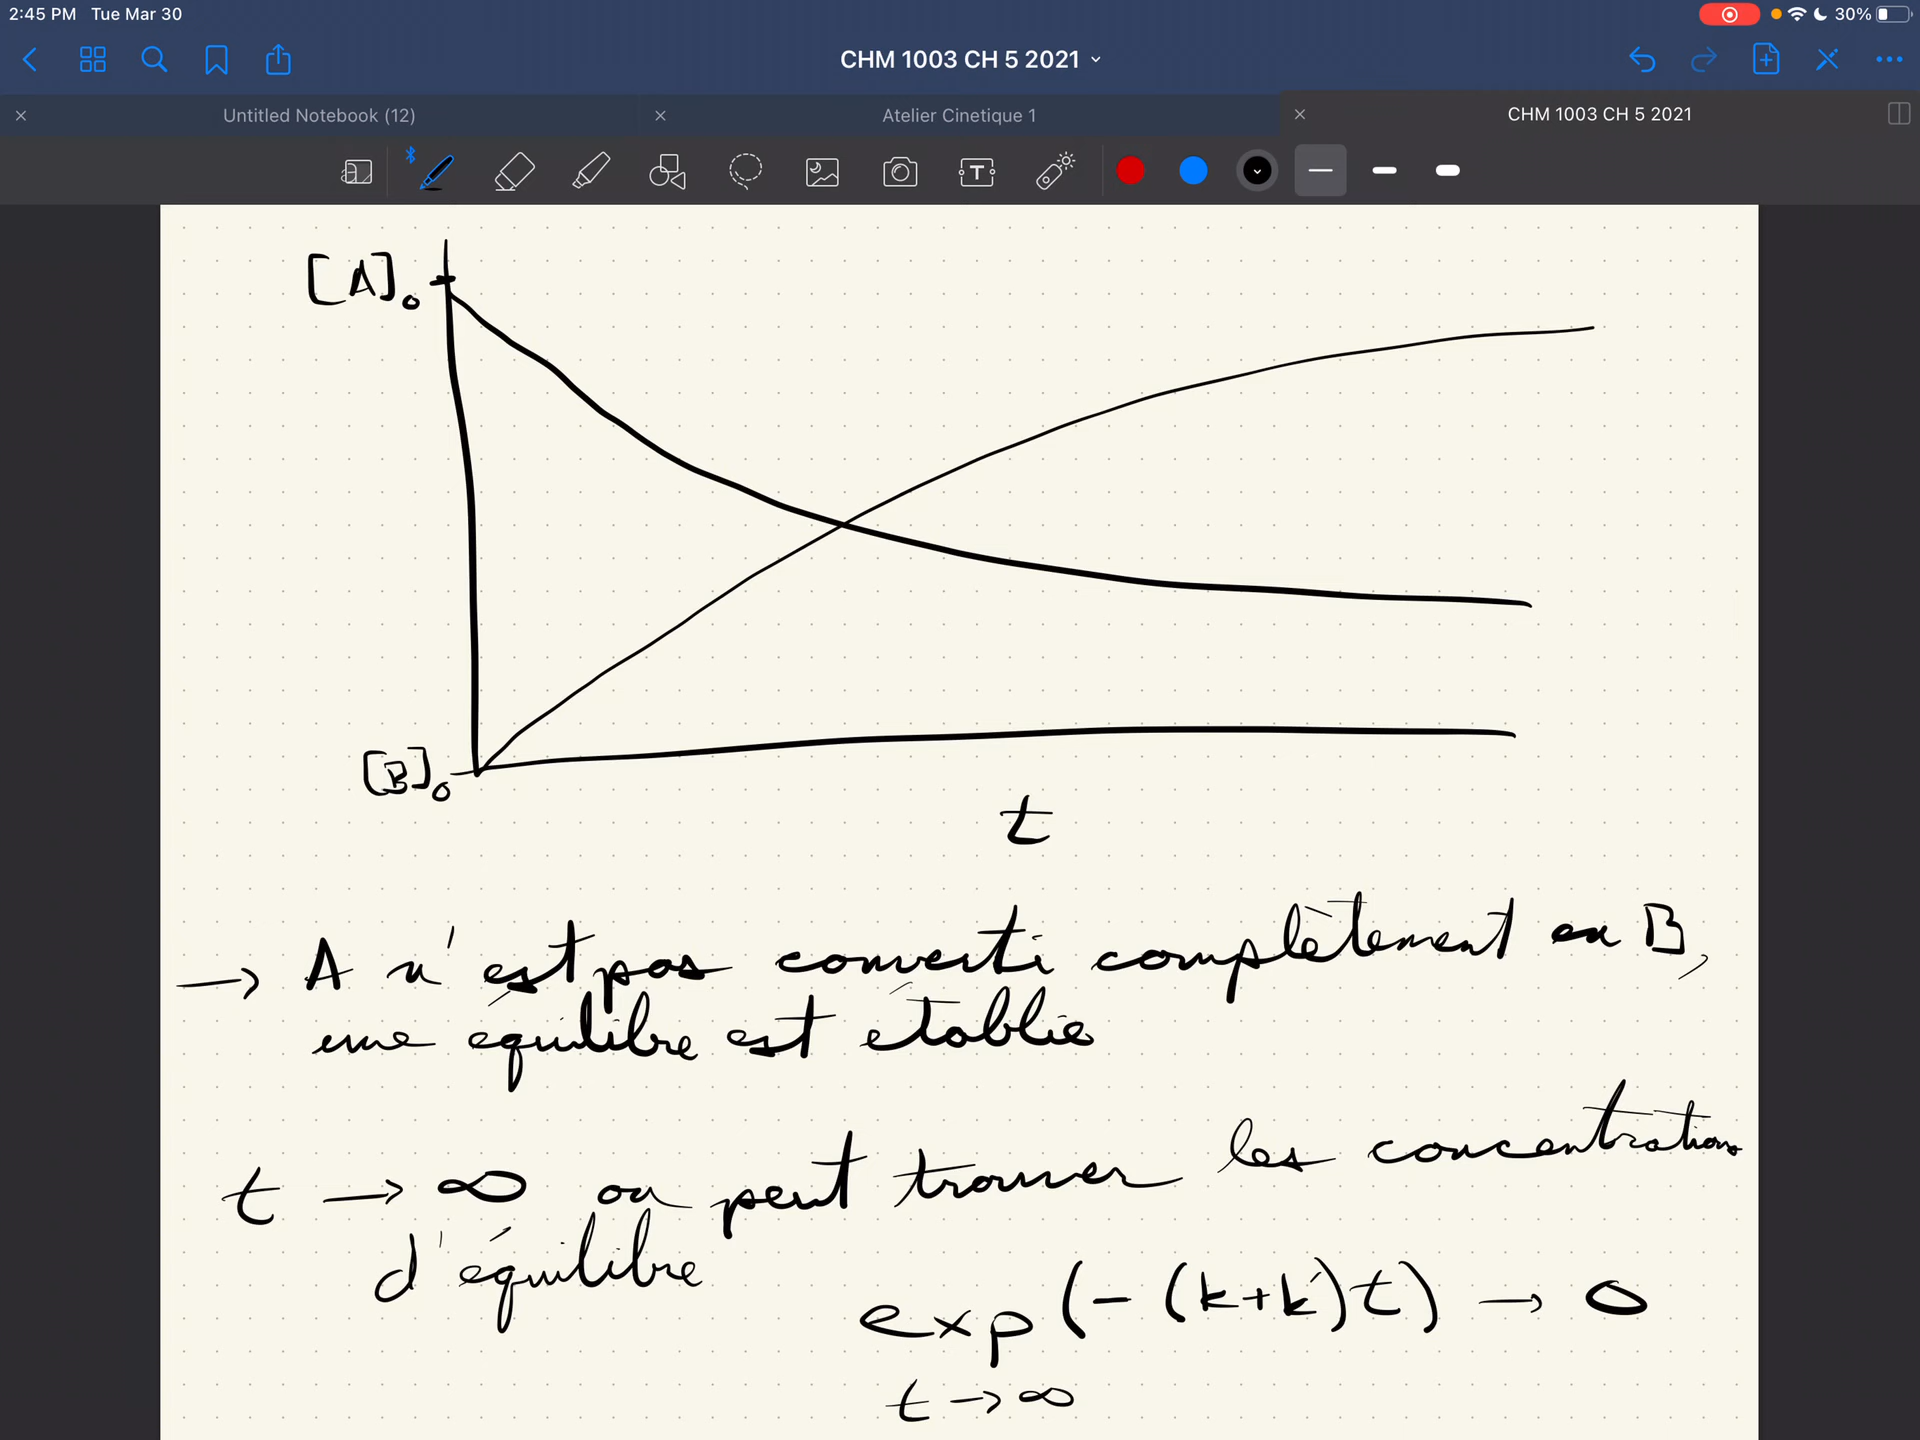 2:45 PM Tue Mar 30
30%
CHM 1003 CH 5 2021
Untitled Notebook (12)
Atelier Cinetique 1
CHM 1003 CH 5 2021
[A]₀
[B]₀
t
→ A n'est pas converti complètement en B,
une équilibre est établie
t → ∞ on peut trouver les concentrations
d'équilibre
exp (-(k+k')t) → 0
t → ∞